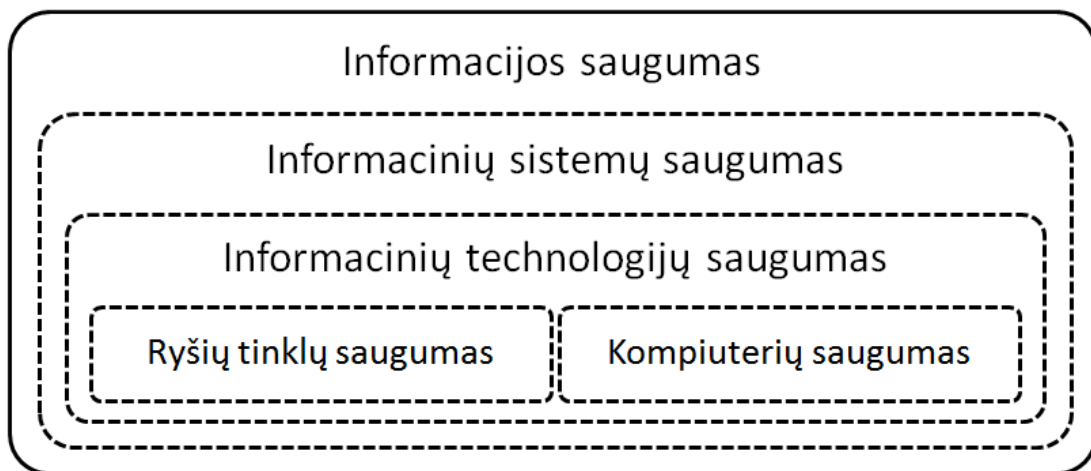 Informacijos saugumas
Informacinių sistemų saugumas
Informacinių technologijų saugumas
Ryšių tinklų saugumas
Kompiuterių saugumas